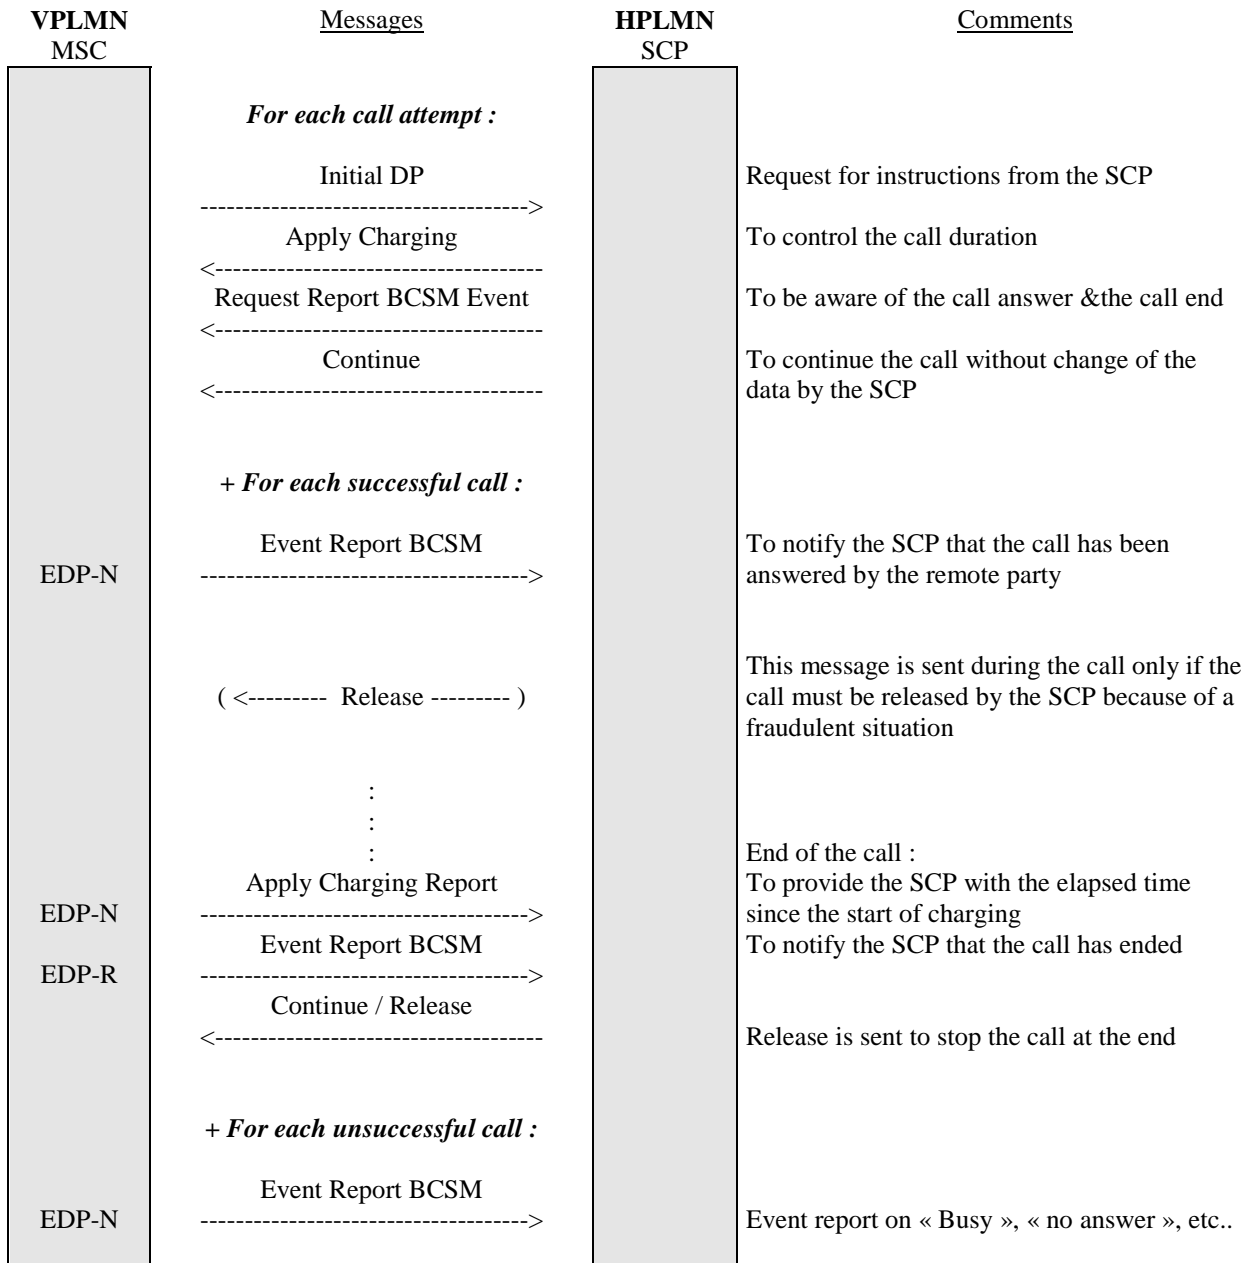 VPLMN Messages HPLMN Comments
MSC SCP
For each call attempt :
Initial DP Request for instructions from the SCP
------------------------------------->
Apply Charging To control the call duration
<-------------------------------------
Request Report BCSM Event To be aware of the call answer &the call end
<-------------------------------------
Continue To continue the call without change of the
<------------------------------------- data by the SCP
+ For each successful call :
Event Report BCSM To notify the SCP that the call has been
EDP-N -------------------------------------> answered by the remote party
This message is sent during the call only if the
( <--------- Release --------- ) call must be released by the SCP because of a
fraudulent situation
:
:
: End of the call :
Apply Charging Report To provide the SCP with the elapsed time
EDP-N -------------------------------------> since the start of charging
Event Report BCSM To notify the SCP that the call has ended
EDP-R ------------------------------------->
Continue / Release
<------------------------------------- Release is sent to stop the call at the end
+ For each unsuccessful call :
Event Report BCSM
EDP-N -------------------------------------> Event report on « Busy », « no answer », etc..